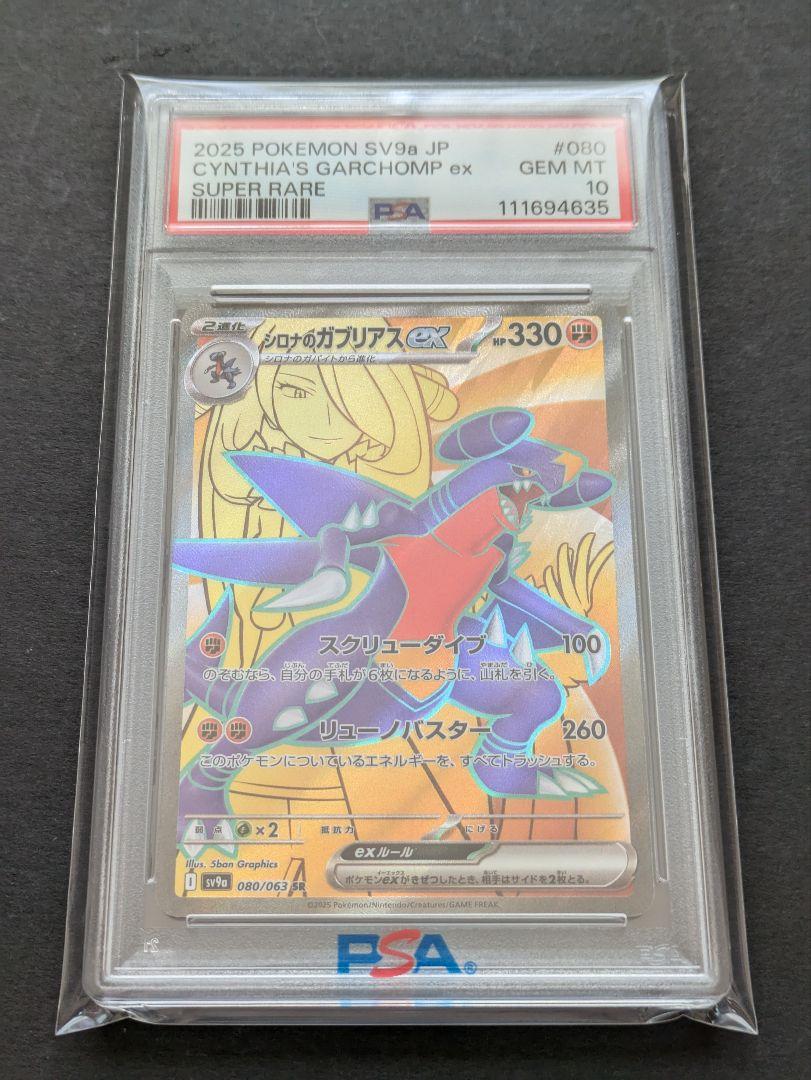 2025 POKEMON SV9a JP #080
CYNTHIA'S GARCHOMP ex GEM MT
SUPER RARE 10
PSA 111694635
2進化 シロナのガブリアスex HP330
シロナのガバイトから進化
スクリューダイブ 100
のぞむなら、自分の手札が6枚になるように、山札を引く。
リューノバスター 260
このポケモンについているエネルギーを、すべてトラッシュする。
弱点 ×2 抵抗力 にげる
exルール
ポケモンexがきぜつしたとき、相手はサイドを2枚とる。
Illus. 5ban Graphics
I sv9a 080/063 SR
©2025 Pokémon/Nintendo/Creatures/GAME FREAK
PSA®